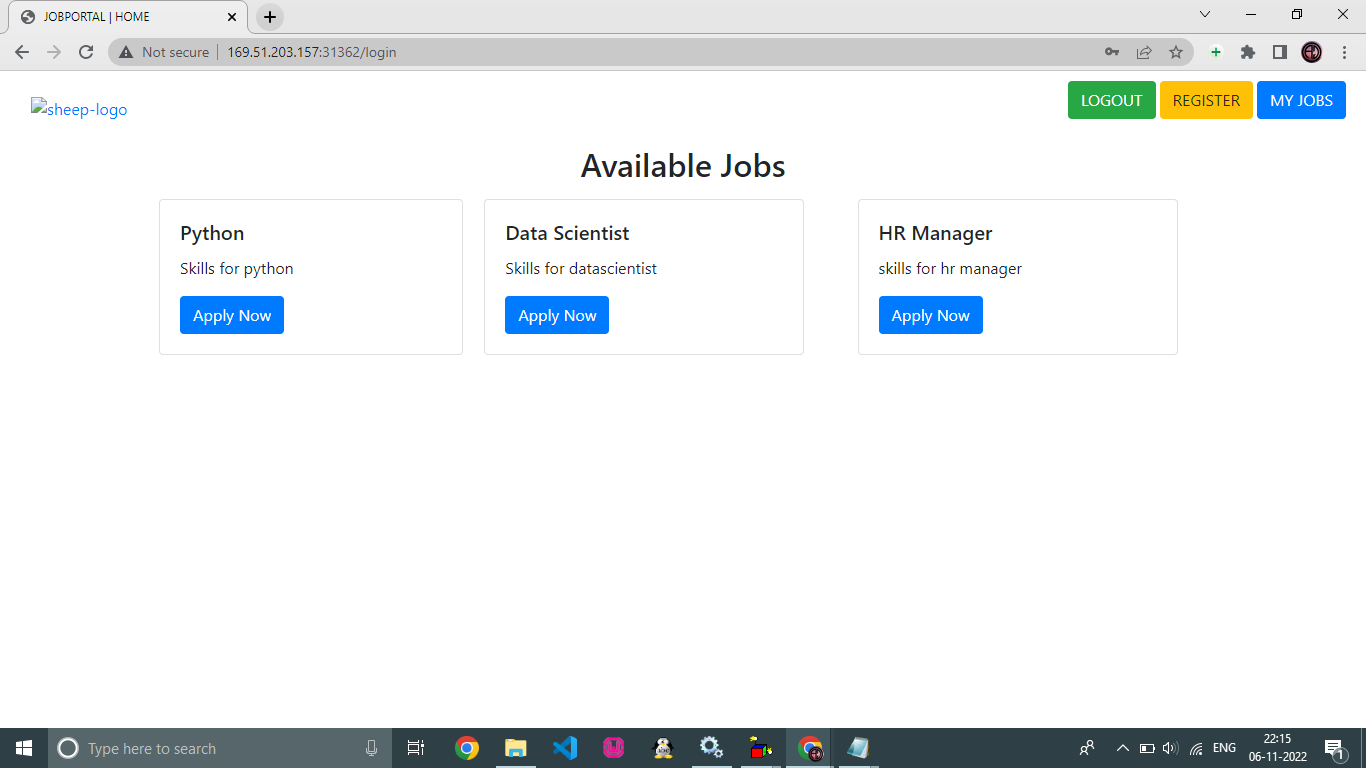 JOBPORTAL | HOME
Not secure 169.51.203.157:31362/login
sheep-logo
LOGOUT REGISTER MY JOBS
Available Jobs
Python Data Scientist HR Manager
Skills for python Skills for datascientist skills for hr manager
Apply Now Apply Now Apply Now
Type here to search
ENG
22:15
06-11-2022
1